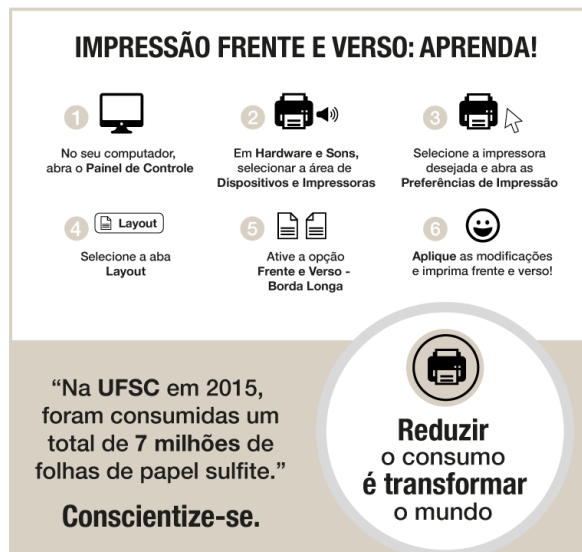 IMPRESSÃO FRENTE E VERSO: APRENDA!
1
No seu computador,
abra o Painel de Controle
2
Em Hardware e Sons,
selecionar a área de
Dispositivos e Impressoras
3
Selecione a impressora
desejada e abra as
Preferências de Impressão
4
Layout
Selecione a aba
Layout
5
Ative a opção
Frente e Verso -
Borda Longa
6
Aplique as modificações
e imprima frente e verso!
“Na UFSC em 2015,
foram consumidas um
total de 7 milhões de
folhas de papel sulfite.”
Conscientize-se.
Reduzir
o consumo
é transformar
o mundo